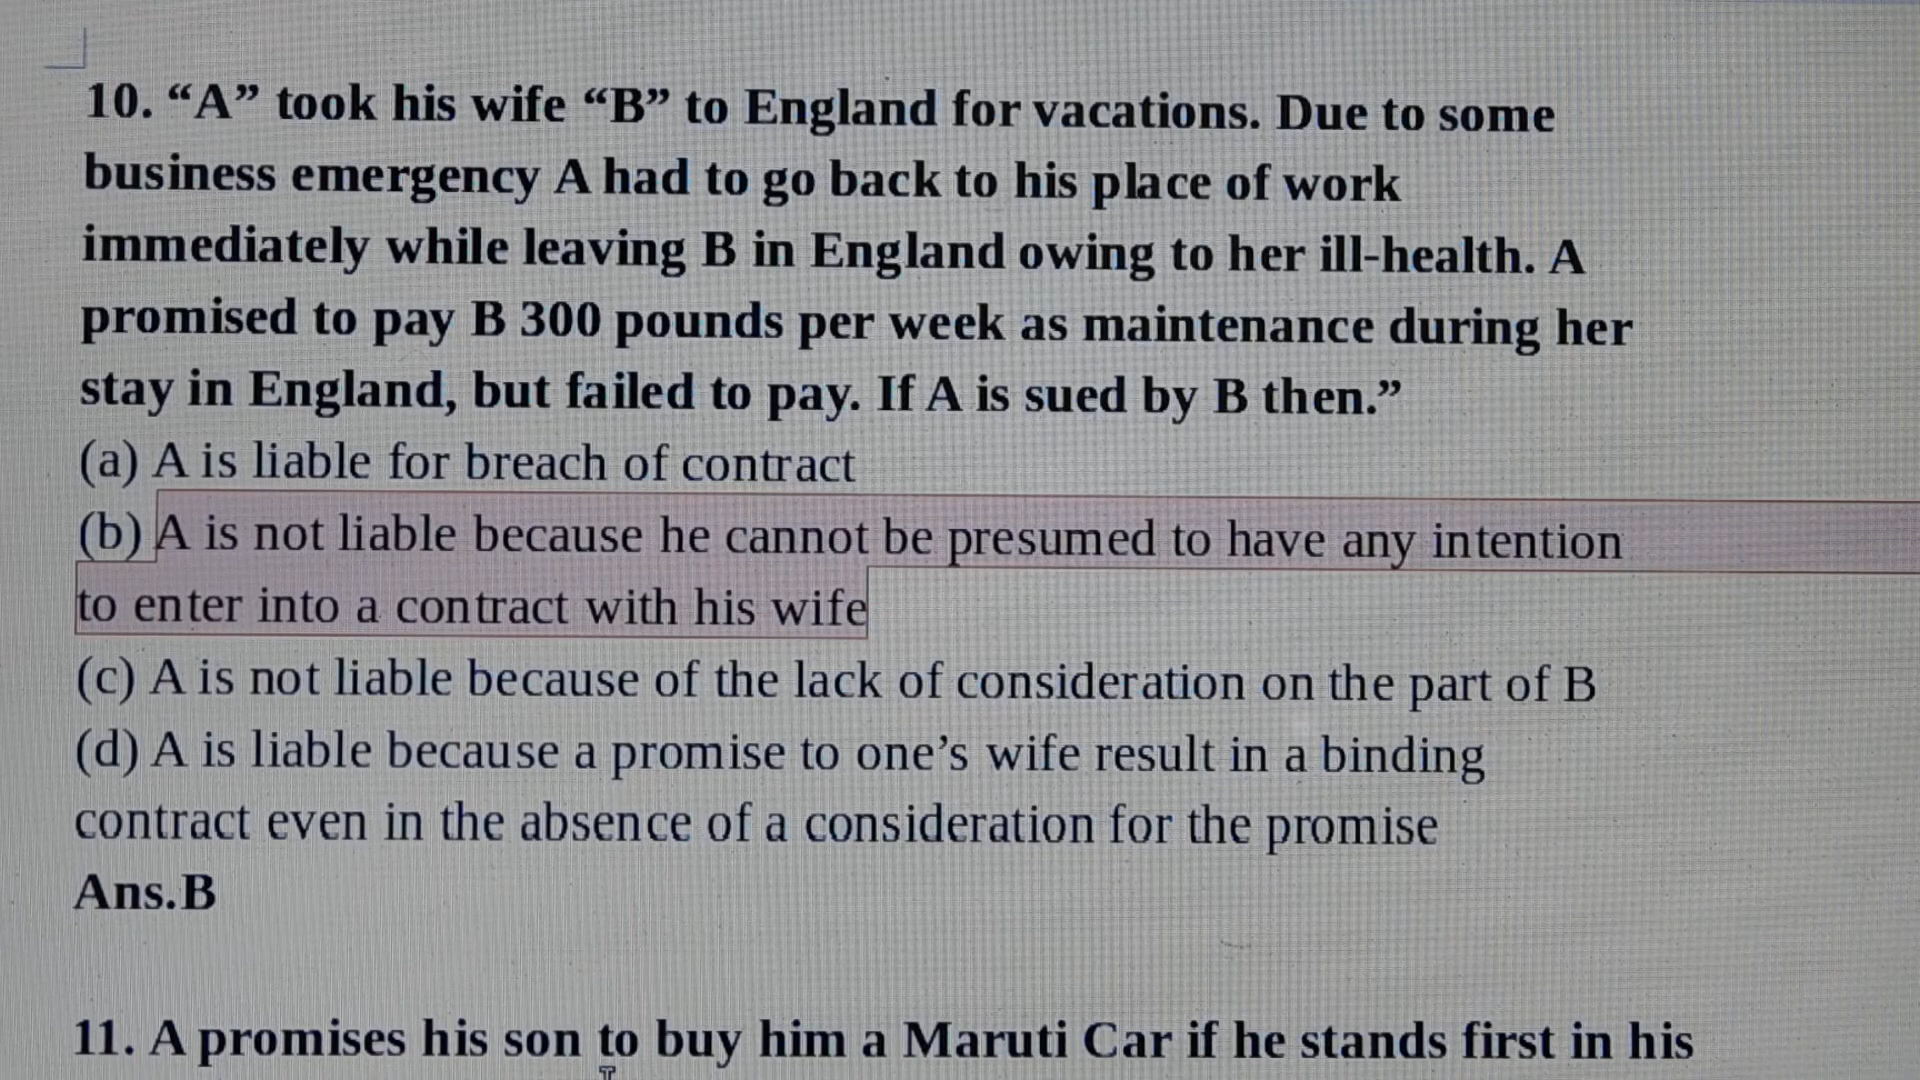 10. “A” took his wife “B” to England for vacations. Due to some
business emergency A had to go back to his place of work
immediately while leaving B in England owing to her ill-health. A
promised to pay B 300 pounds per week as maintenance during her
stay in England, but failed to pay. If A is sued by B then.”
(a) A is liable for breach of contract
(b) A is not liable because he cannot be presumed to have any intention
to enter into a contract with his wife
(c) A is not liable because of the lack of consideration on the part of B
(d) A is liable because a promise to one’s wife result in a binding
contract even in the absence of a consideration for the promise
Ans.B
11. A promises his son to buy him a Maruti Car if he stands first in his